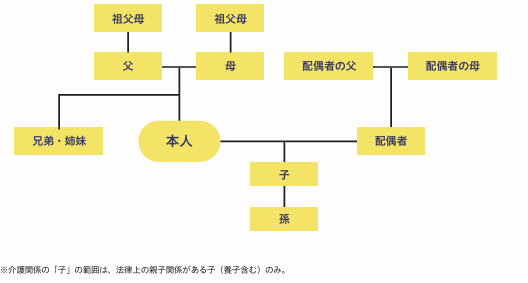 祖父母
祖父母
父
母
配偶者の父
配偶者の母
兄弟・姉妹
本人
配偶者
子
孫
※介護関係の「子」の範囲は、法律上の親子関係がある子（養子含む）のみ。